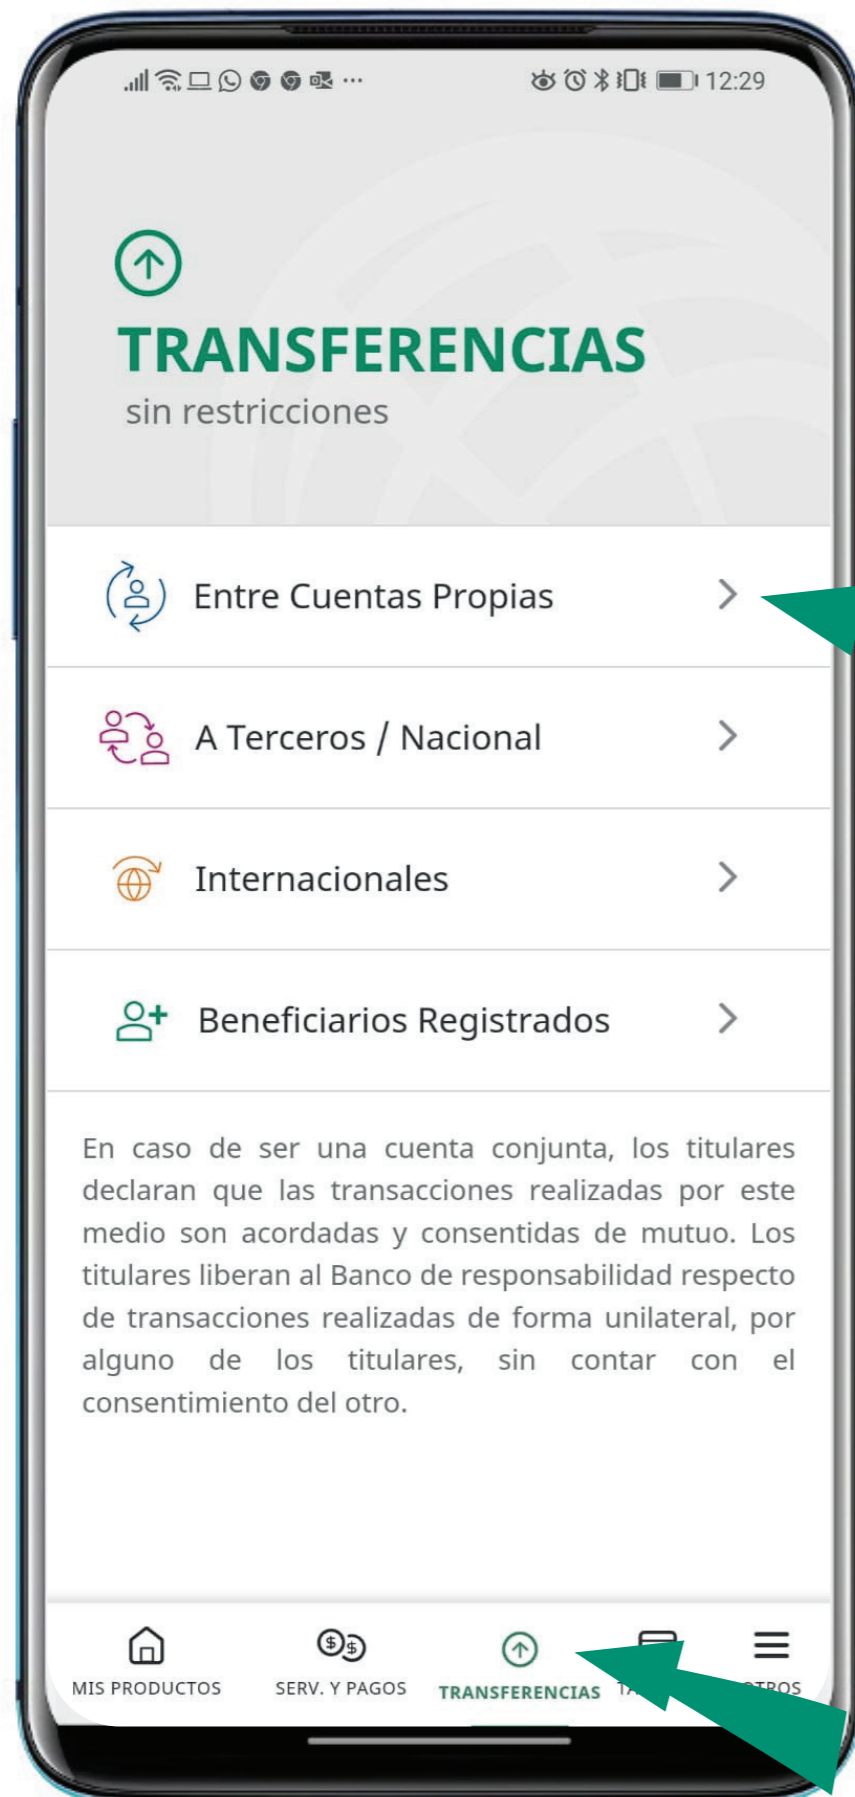 12:29
TRANSFERENCIAS
sin restricciones
Entre Cuentas Propias
A Terceros / Nacional
Internacionales
Beneficiarios Registrados
En caso de ser una cuenta conjunta, los titulares
declaran que las transacciones realizadas por este
medio son acordadas y consentidas de mutuo. Los
titulares liberan al Banco de responsabilidad respecto
de transacciones realizadas de forma unilateral, por
alguno de los titulares, sin contar con el
consentimiento del otro.
MIS PRODUCTOS SERV. Y PAGOS TRANSFERENCIAS OTROS